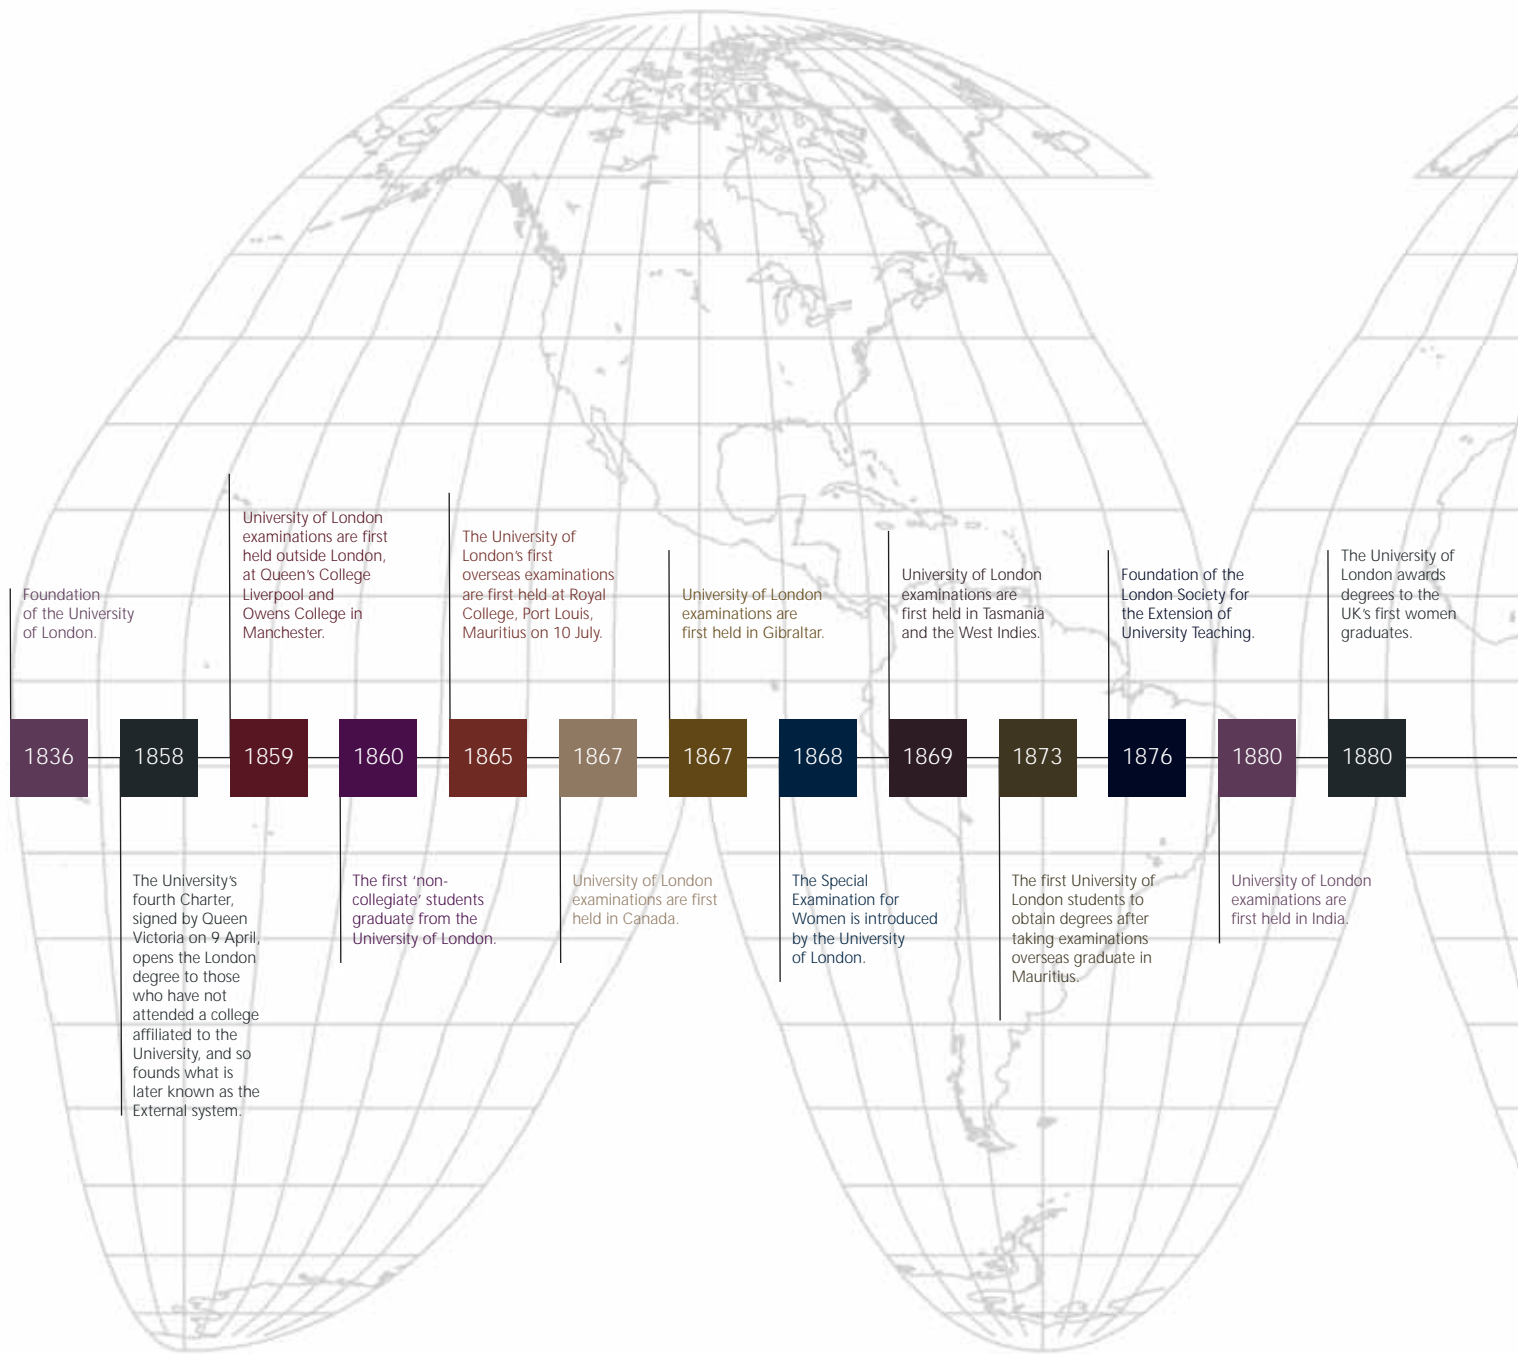 Foundation
of the University
of London.
University of London
examinations are first
held outside London,
at Queen's College
Liverpool and
Owens College in
Manchester.
The University of
London's first
overseas examinations
are first held at Royal
College, Port Louis,
Mauritius on 10 July.
University of London
examinations are
first held in Gibraltar.
University of London
examinations are
first held in Tasmania
and the West Indies.
Foundation of the
London Society for
the Extension of
University Teaching.
The University of
London awards
degrees to the
UK's first women
graduates.
1836
1858
1859
1860
1865
1867
1867
1868
1869
1873
1876
1880
1880
The University's
fourth Charter,
signed by Queen
Victoria on 9 April,
opens the London
degree to those
who have not
attended a college
affiliated to the
University, and so
founds what is
later known as the
External system.
The first 'non-
collegiate' students
graduate from the
University of London.
University of London
examinations are first
held in Canada.
The Special
Examination for
Women is introduced
by the University
of London.
The first University of
London students to
obtain degrees after
taking examinations
overseas graduate in
Mauritius.
University of London
examinations are
first held in India.